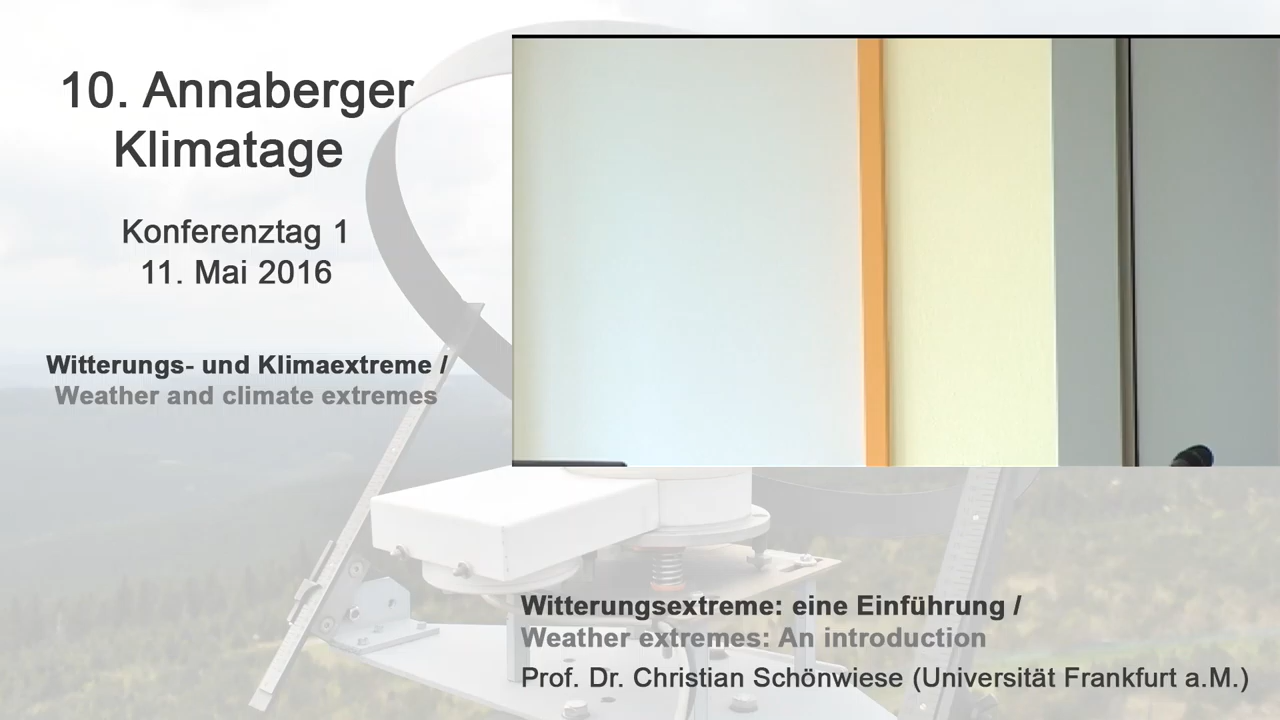 10. Annaberger
Klimatage
Konferenztag 1
11. Mai 2016
Witterungs- und Klimaextreme /
Weather and climate extremes
Witterungsextreme: eine Einführung /
Weather extremes: An introduction
Prof. Dr. Christian Schönwiese (Universität Frankfurt a.M.)